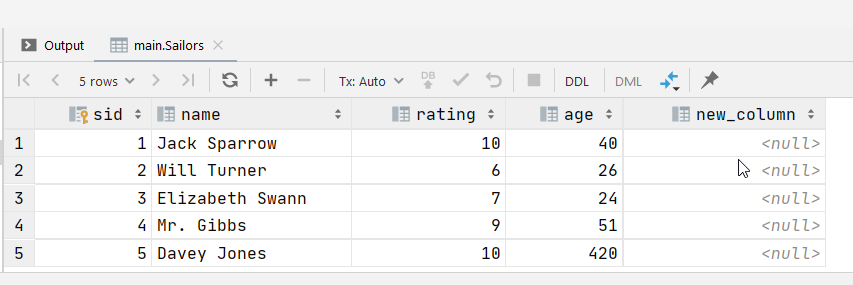 Output main.Sailors
5 rows Tx: Auto DB DDL DML
sid name rating age new_column
1 1 Jack Sparrow 10 40 <null>
2 2 Will Turner 6 26 <null>
3 3 Elizabeth Swann 7 24 <null>
4 4 Mr. Gibbs 9 51 <null>
5 5 Davey Jones 10 420 <null>